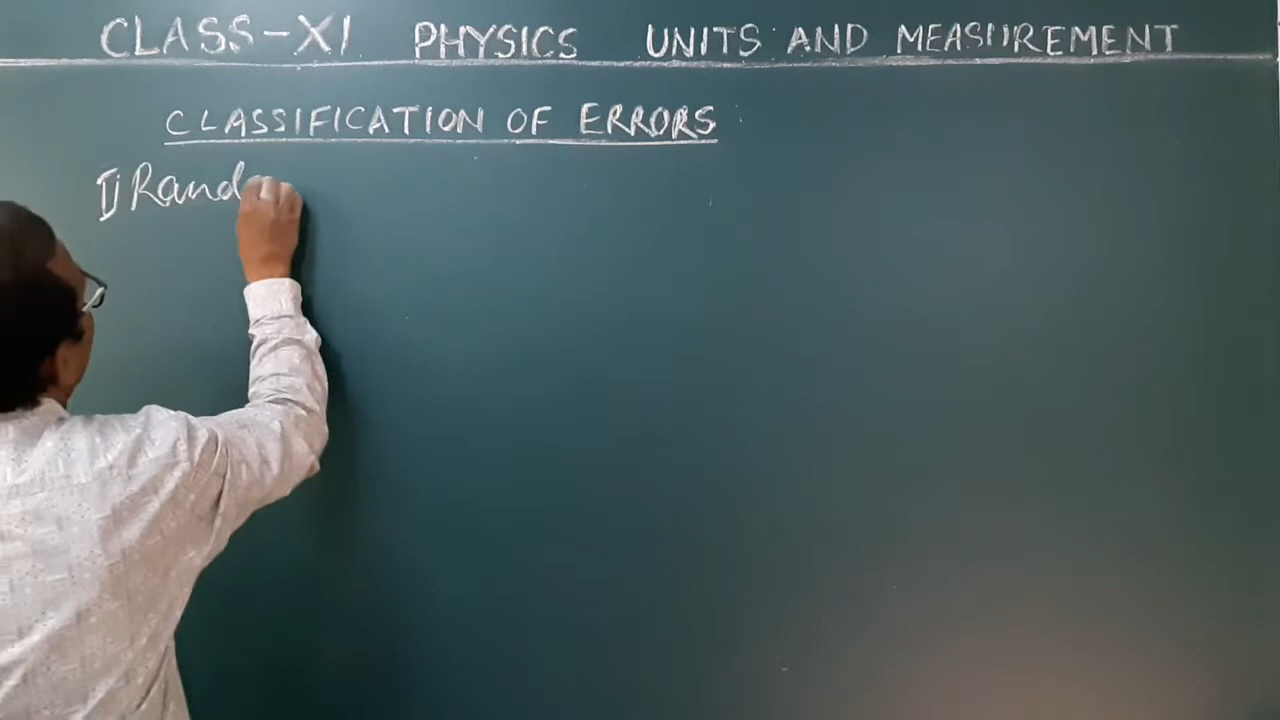 CLASS-XI PHYSICS UNITS AND MEASUREMENT
CLASSIFICATION OF ERRORS
I) Rand